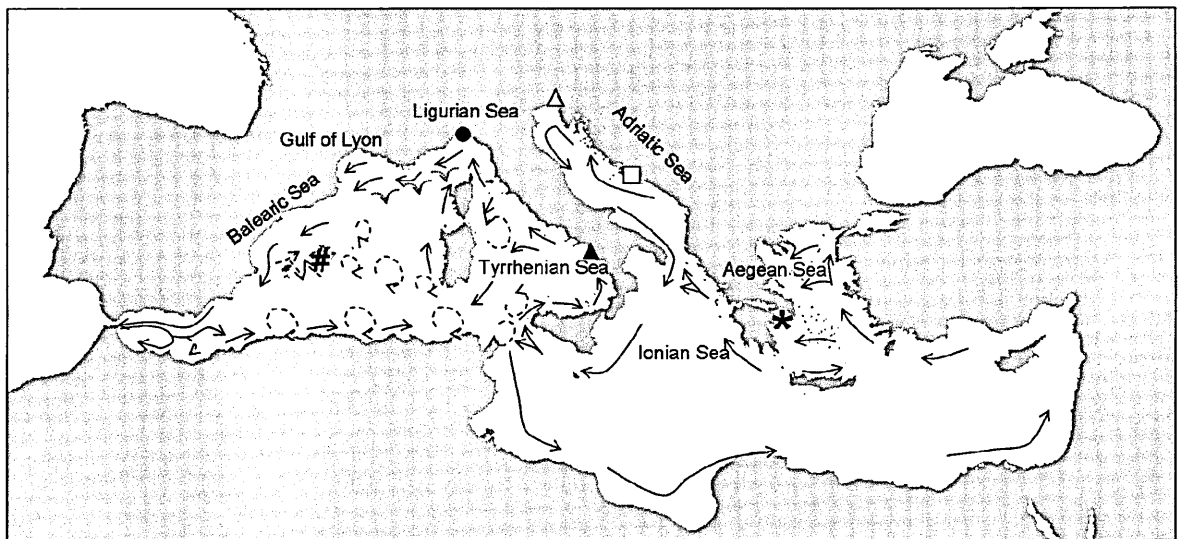 Ligurian Sea
Gulf of Lyon
Adriatic Sea
Balearic Sea
#
Tyrrhenian Sea
Aegean Sea
*
Ionian Sea